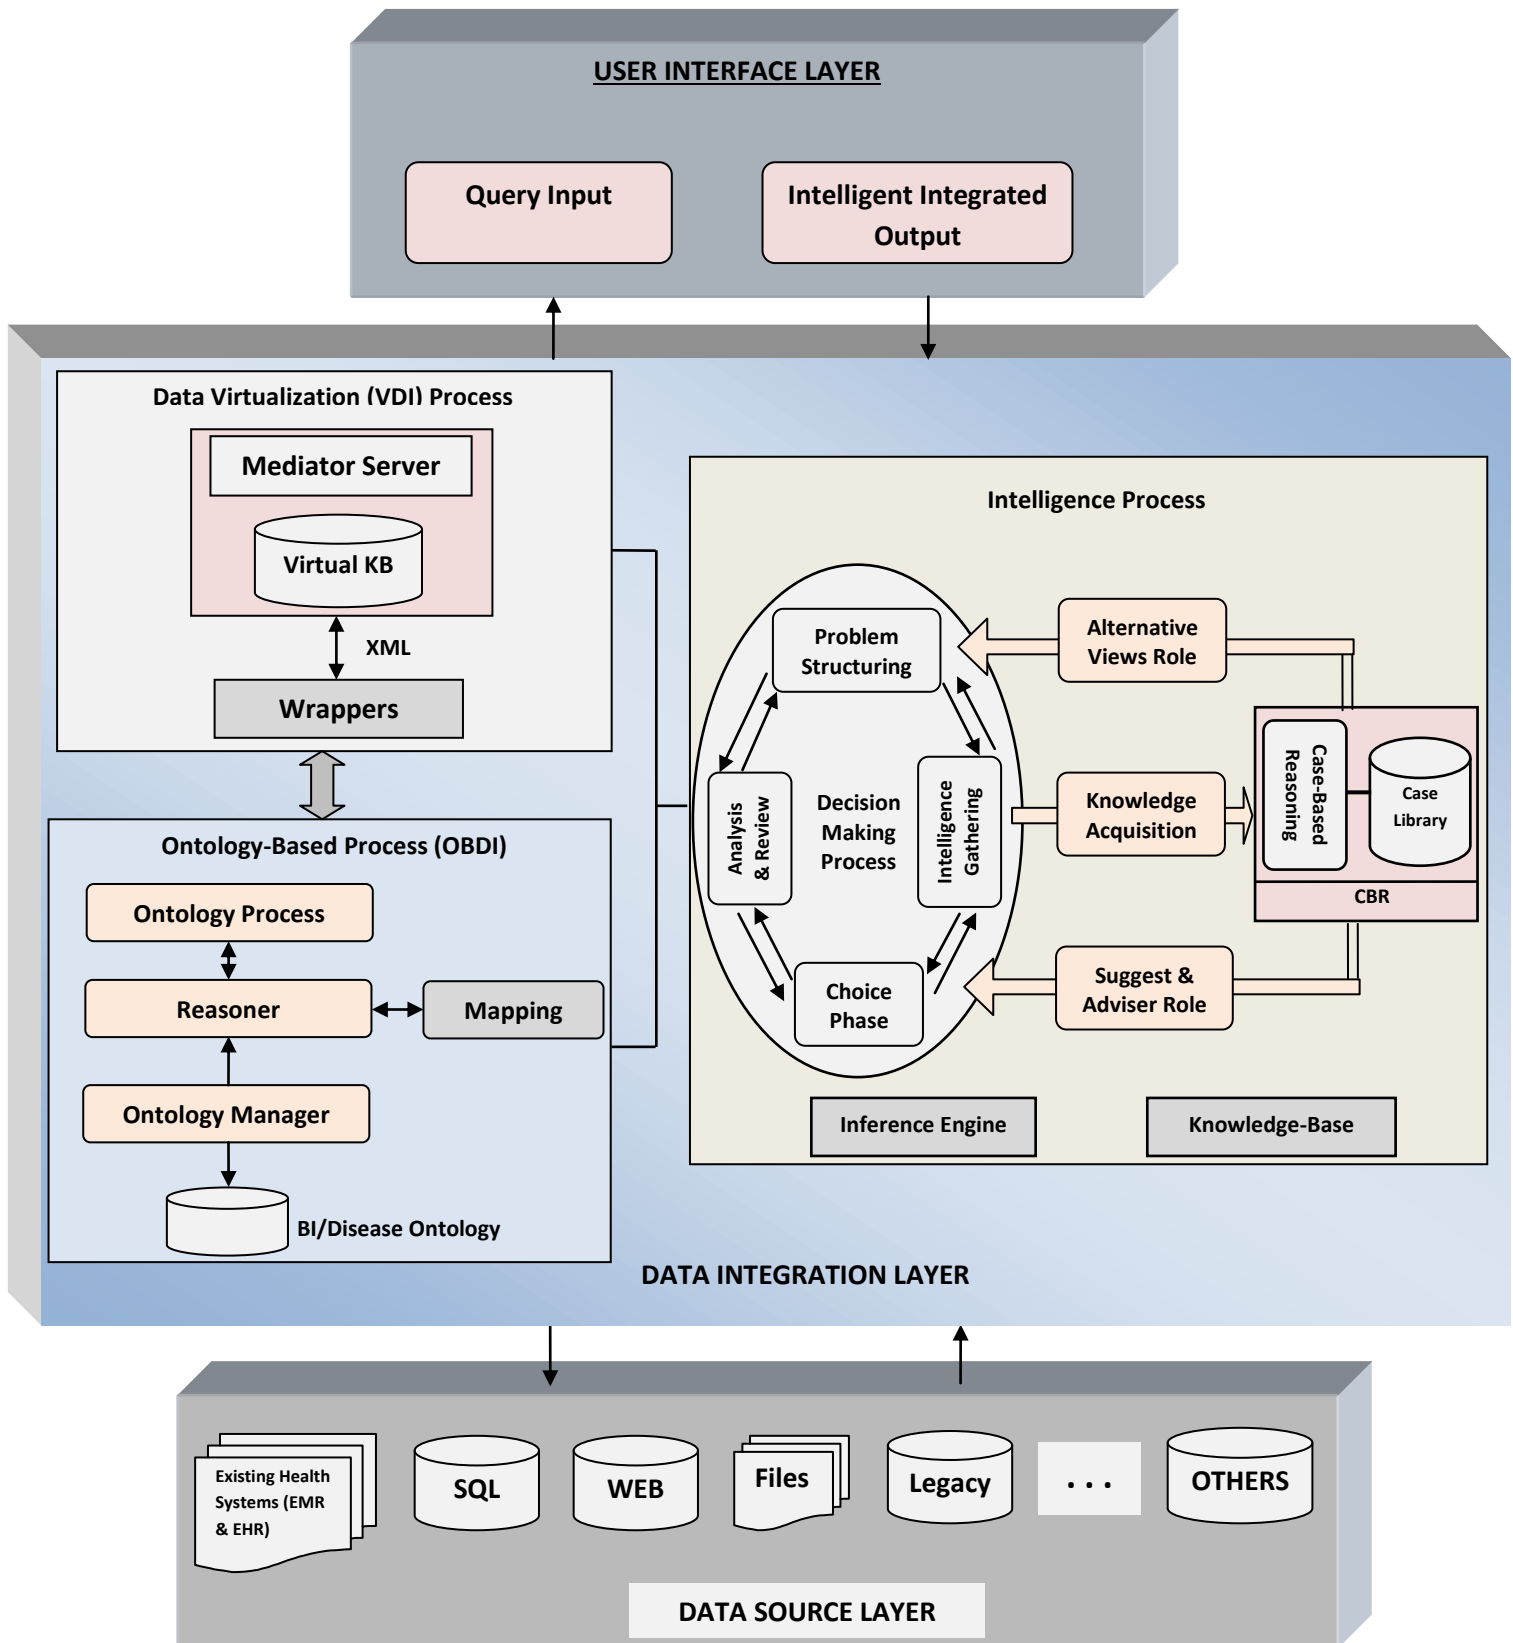 USER INTERFACE LAYER
Query Input
Intelligent Integrated
Output
Data Virtualization (VDI) Process
Mediator Server
Virtual KB
XML
Wrappers
Ontology-Based Process (OBDI)
Ontology Process
Reasoner
Mapping
Ontology Manager
BI/Disease Ontology
Intelligence Process
Problem
Structuring
Analysis
& Review
Decision
Making
Process
Intelligence
Gathering
Choice
Phase
Alternative
Views Role
Knowledge
Acquisition
Suggest &
Adviser Role
Case-Based
Reasoning
Case
Library
CBR
Inference Engine
Knowledge-Base
DATA INTEGRATION LAYER
Existing Health
Systems (EMR
& EHR)
SQL
WEB
Files
Legacy
. . .
OTHERS
DATA SOURCE LAYER